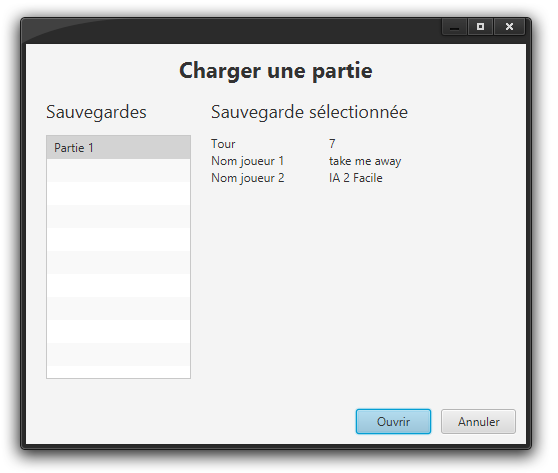 Charger une partie
Sauvegardes
Partie 1
Sauvegarde sélectionnée
Tour 7
Nom joueur 1 take me away
Nom joueur 2 IA 2 Facile
Ouvrir Annuler